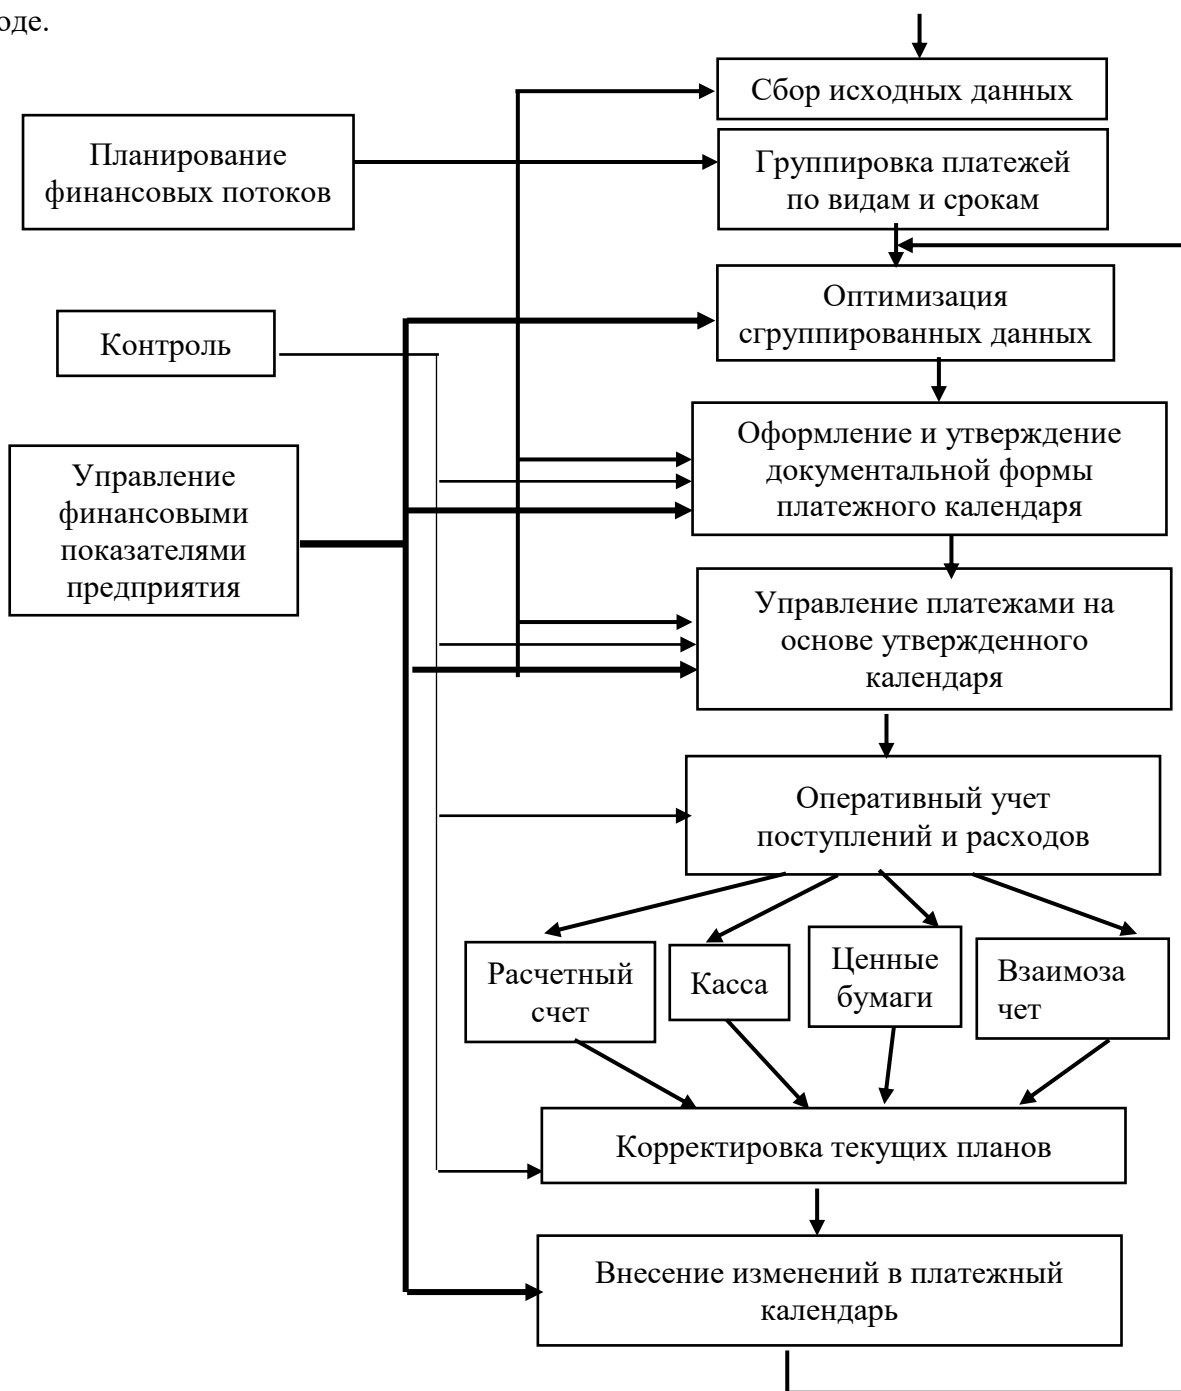 оде.
Сбор исходных данных
Планирование
финансовых потоков
Группировка платежей
по видам и срокам
Оптимизация
сгруппированных данных
Контроль
Оформление и утверждение
документальной формы
платежного календаря
Управление
финансовыми
показателями
предприятия
Управление платежами на
основе утвержденного
календаря
Оперативный учет
поступлений и расходов
Расчетный
счет
Касса
Ценные
бумаги
Взаимоза
чет
Корректировка текущих планов
Внесение изменений в платежный
календарь